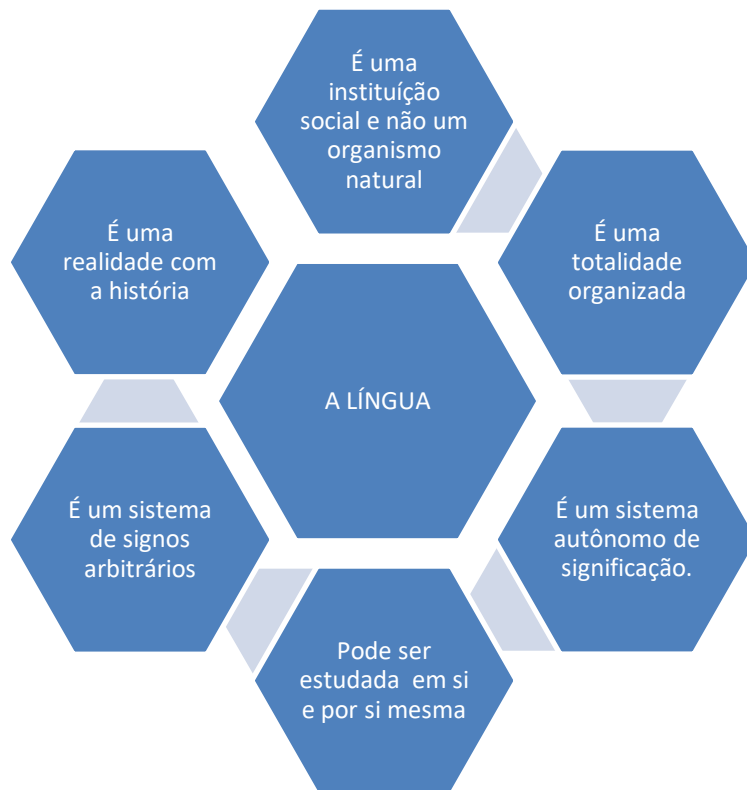 É uma
instituíção
social e não um
organismo
natural
É uma
totalidade
organizada
É um sistema
autônomo de
significação.
Pode ser
estudada  em si
e por si mesma
É um sistema
de signos
arbitrários
É uma
realidade com
a história
A LÍNGUA